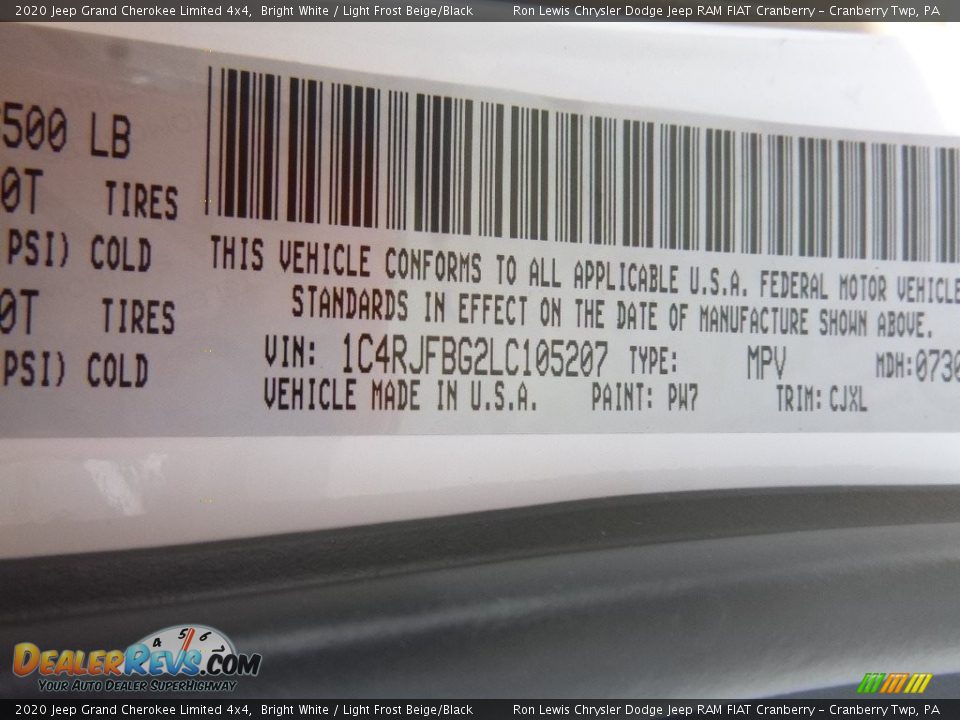 2020 Jeep Grand Cherokee Limited 4x4, Bright White / Light Frost Beige/Black Ron Lewis Chrysler Dodge Jeep RAM FIAT Cranberry - Cranberry Twp, PA
500 LB
0T TIRES
PSI) COLD
0T TIRES
PSI) COLD
THIS VEHICLE CONFORMS TO ALL APPLICABLE U.S.A. FEDERAL MOTOR VEHICLE
STANDARDS IN EFFECT ON THE DATE OF MANUFACTURE SHOWN ABOVE.
VIN: 1C4RJFBG2LC105207 TYPE: MPV MDH:0730
VEHICLE MADE IN U.S.A. PAINT: PW7 TRIM: CJXL
4 5 6
DealerRevs.com
Your Auto Dealer SuperHighway
2020 Jeep Grand Cherokee Limited 4x4, Bright White / Light Frost Beige/Black Ron Lewis Chrysler Dodge Jeep RAM FIAT Cranberry - Cranberry Twp, PA